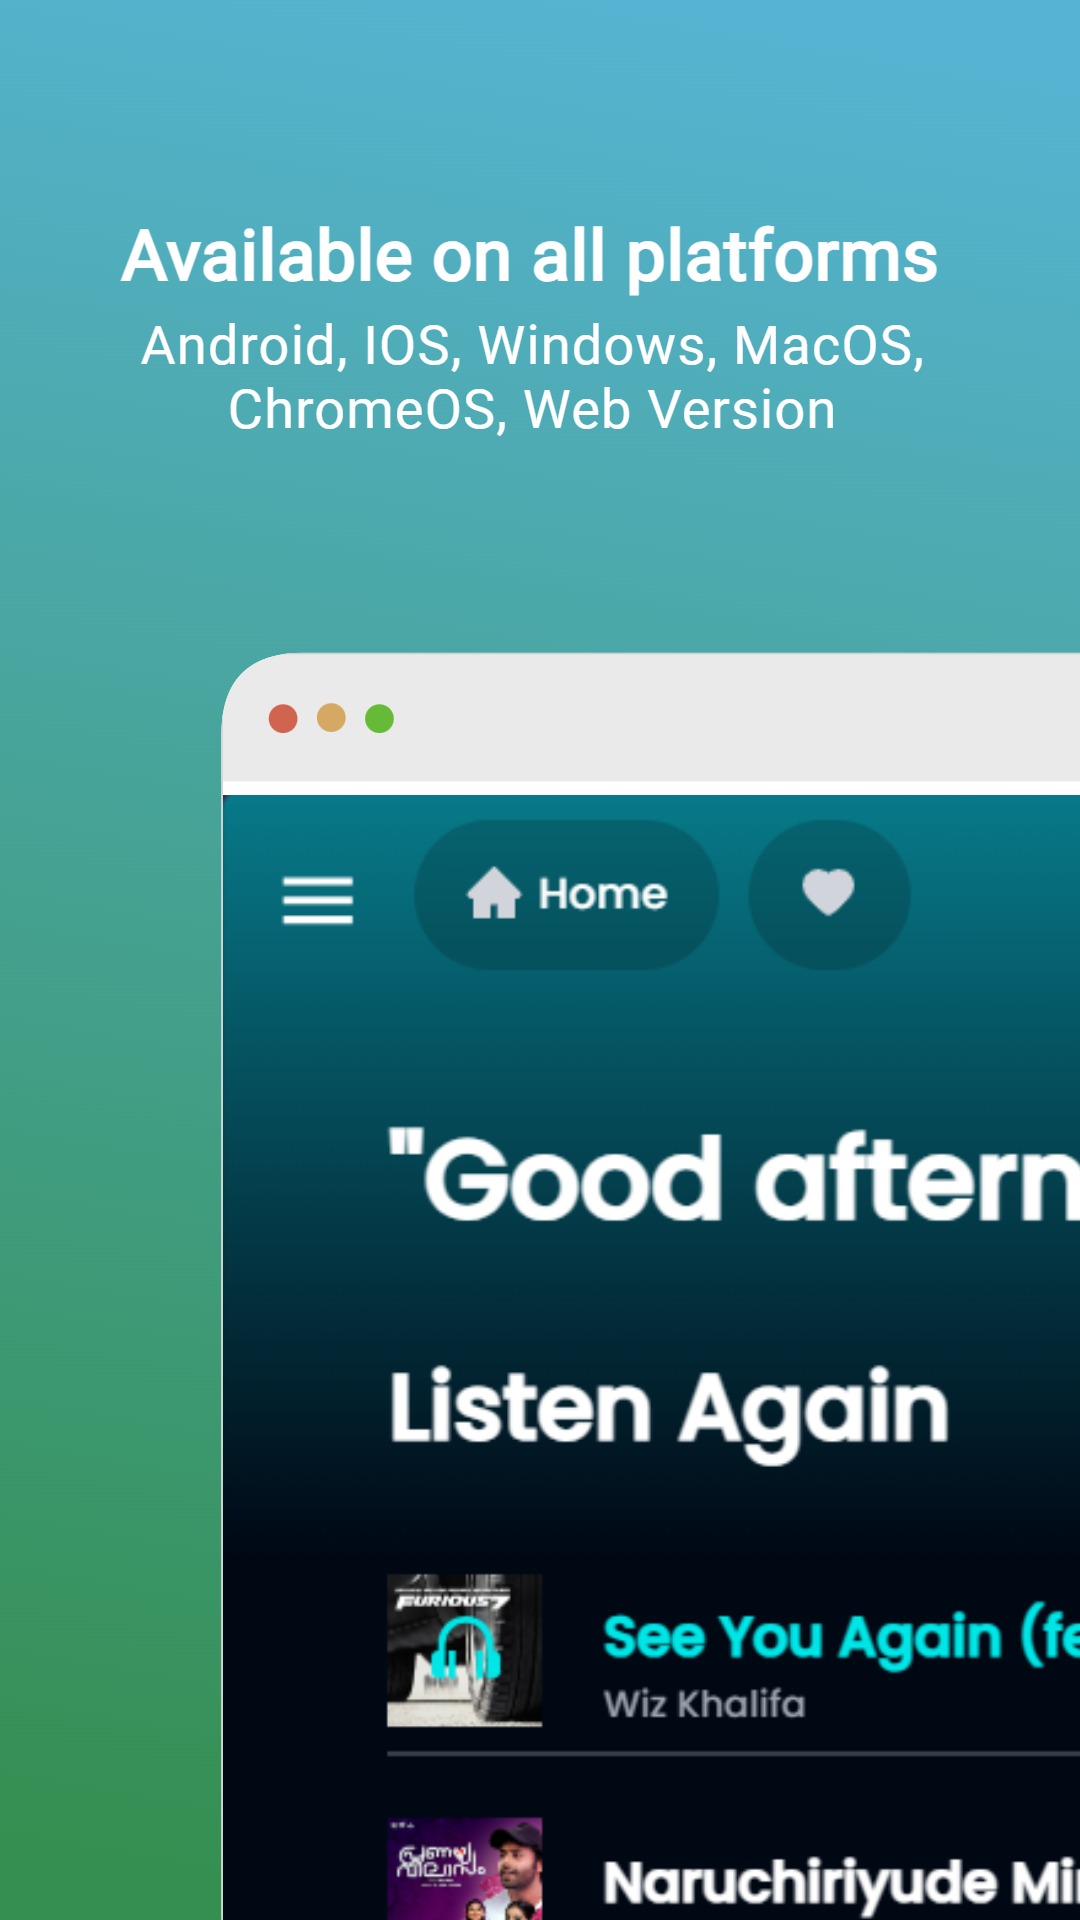 Available on all platforms
Android, IOS, Windows, MacOS,
ChromeOS, Web Version
Home
"Good aftern
Listen Again
FURIOUS 7
See You Again (fe
Wiz Khalifa
പ്രണയ
വിലാസം
Naruchiriyude Mi